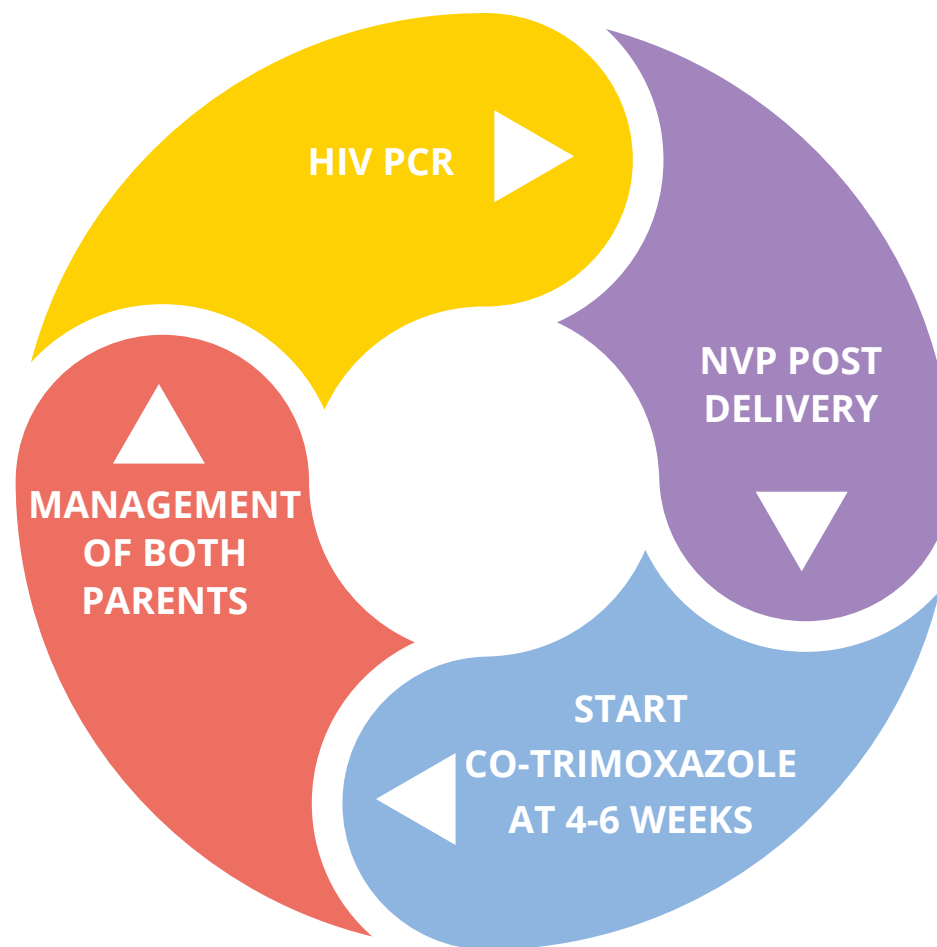 HIV PCR
NVP POST
DELIVERY
START
CO-TRIMOXAZOLE
AT 4-6 WEEKS
MANAGEMENT
OF BOTH
PARENTS